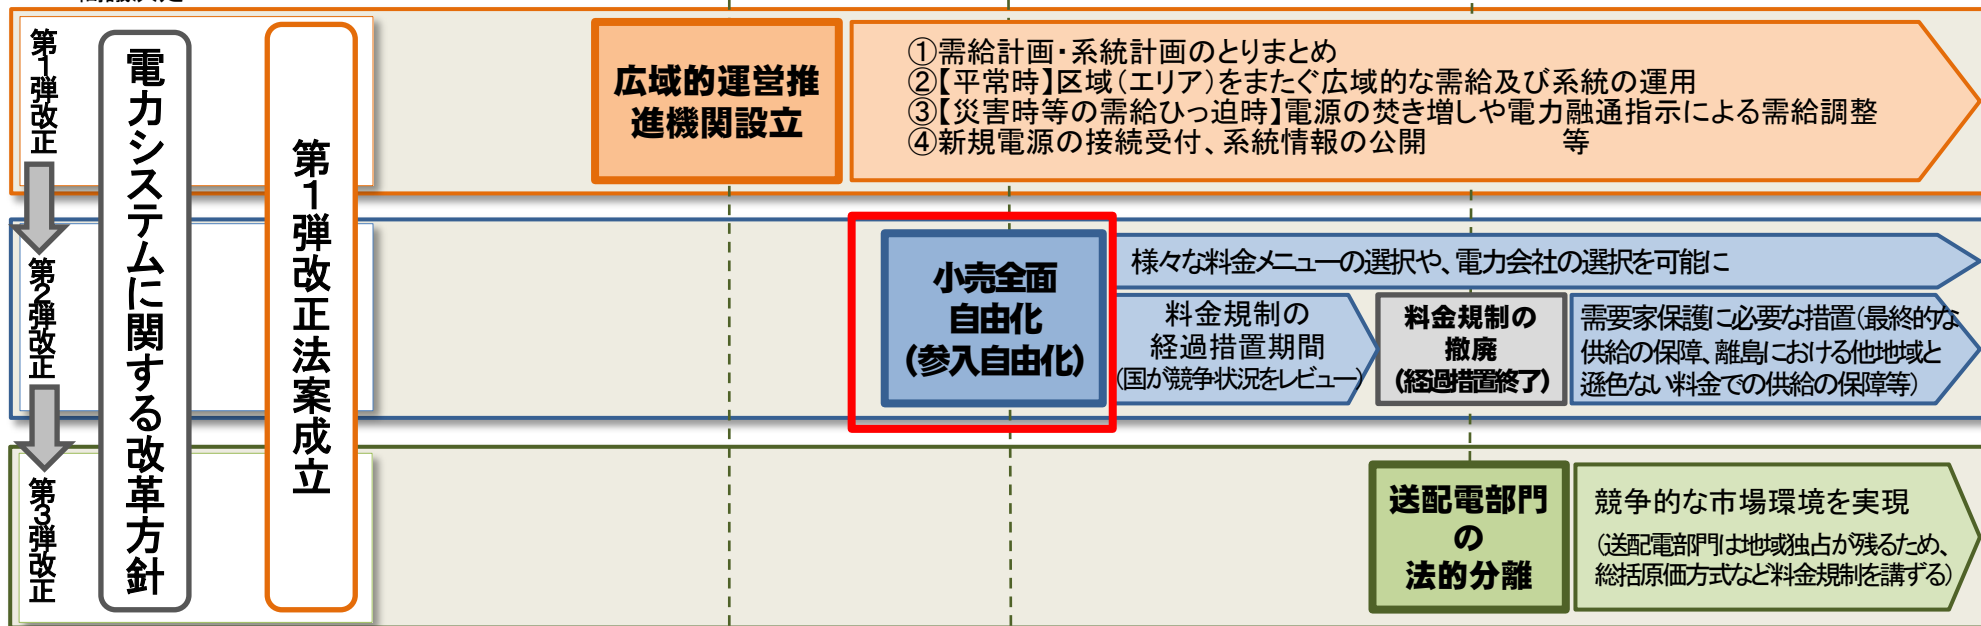 第1弾改正
第2弾改正
第3弾改正
電力システムに関する改革方針
第1弾改正法案成立
広域的運営推
進機関設立
①需給計画・系統計画のとりまとめ
②【平常時】区域(エリア)をまたぐ広域的な需給及び系統の運用
③【災害時等の需給ひっ迫時】電源の焚き増しや電力融通指示による需給調整
④新規電源の接続受付、系統情報の公開　　　　　等
小売全面
自由化
(参入自由化)
様々な料金メニューの選択や、電力会社の選択を可能に
料金規制の
経過措置期間
(国が競争状況をレビュー)
料金規制の
撤廃
(経過措置終了)
需要家保護に必要な措置(最終的な
供給の保障、離島における他地域と
遜色ない料金での供給の保障等)
送配電部門
の
法的分離
競争的な市場環境を実現
(送配電部門は地域独占が残るため、
総括原価方式など料金規制を講ずる)